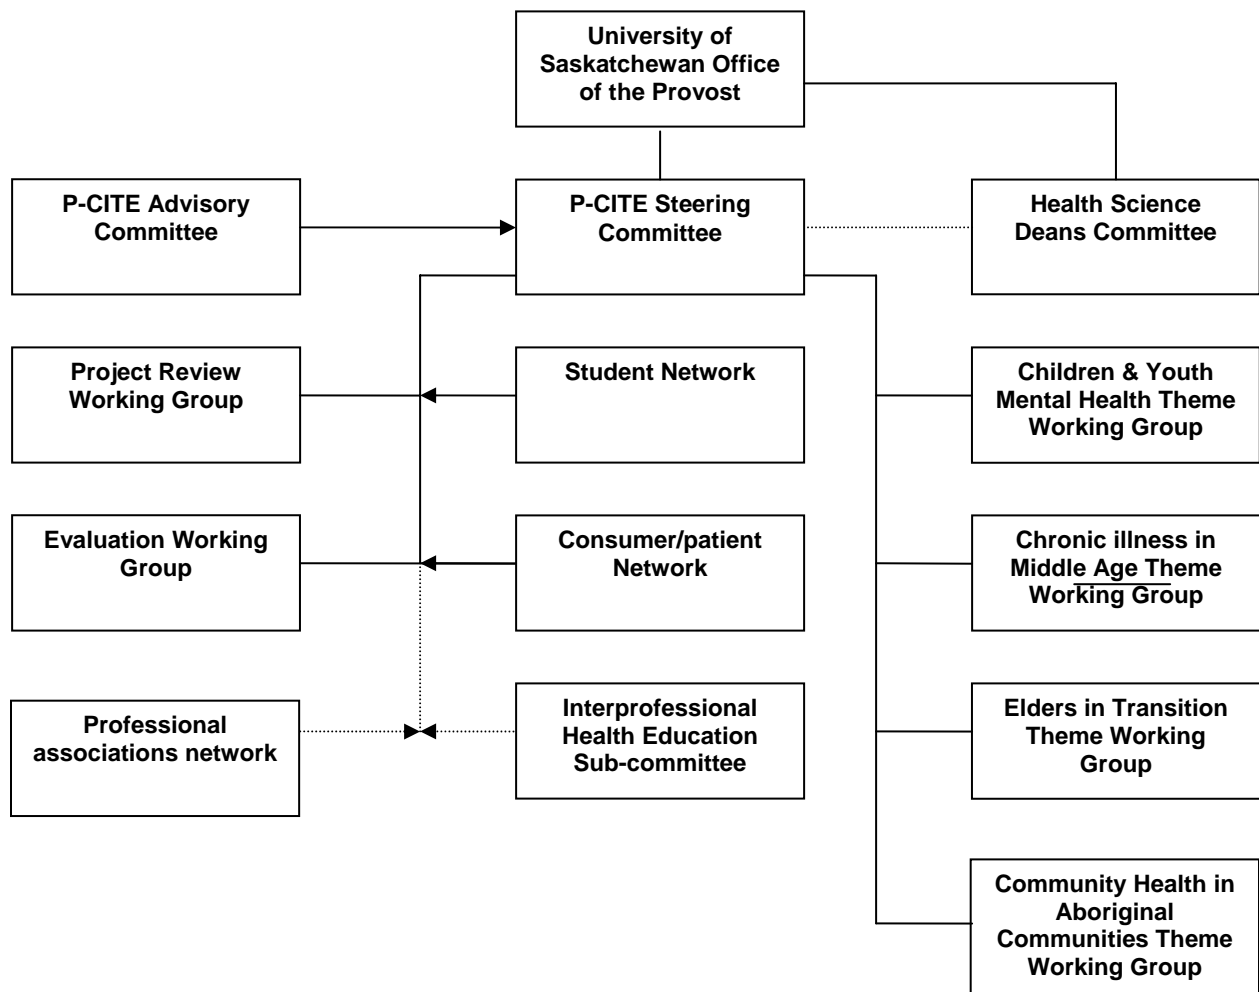 University of
Saskatchewan Office
of the Provost
P-CITE Advisory
Committee
P-CITE Steering
Committee
Health Science
Deans Committee
Project Review
Working Group
Student Network
Children & Youth
Mental Health Theme
Working Group
Evaluation Working
Group
Consumer/patient
Network
Chronic illness in
Middle Age Theme
Working Group
Professional
associations network
Interprofessional
Health Education
Sub-committee
Elders in Transition
Theme Working
Group
Community Health in
Aboriginal
Communities Theme
Working Group